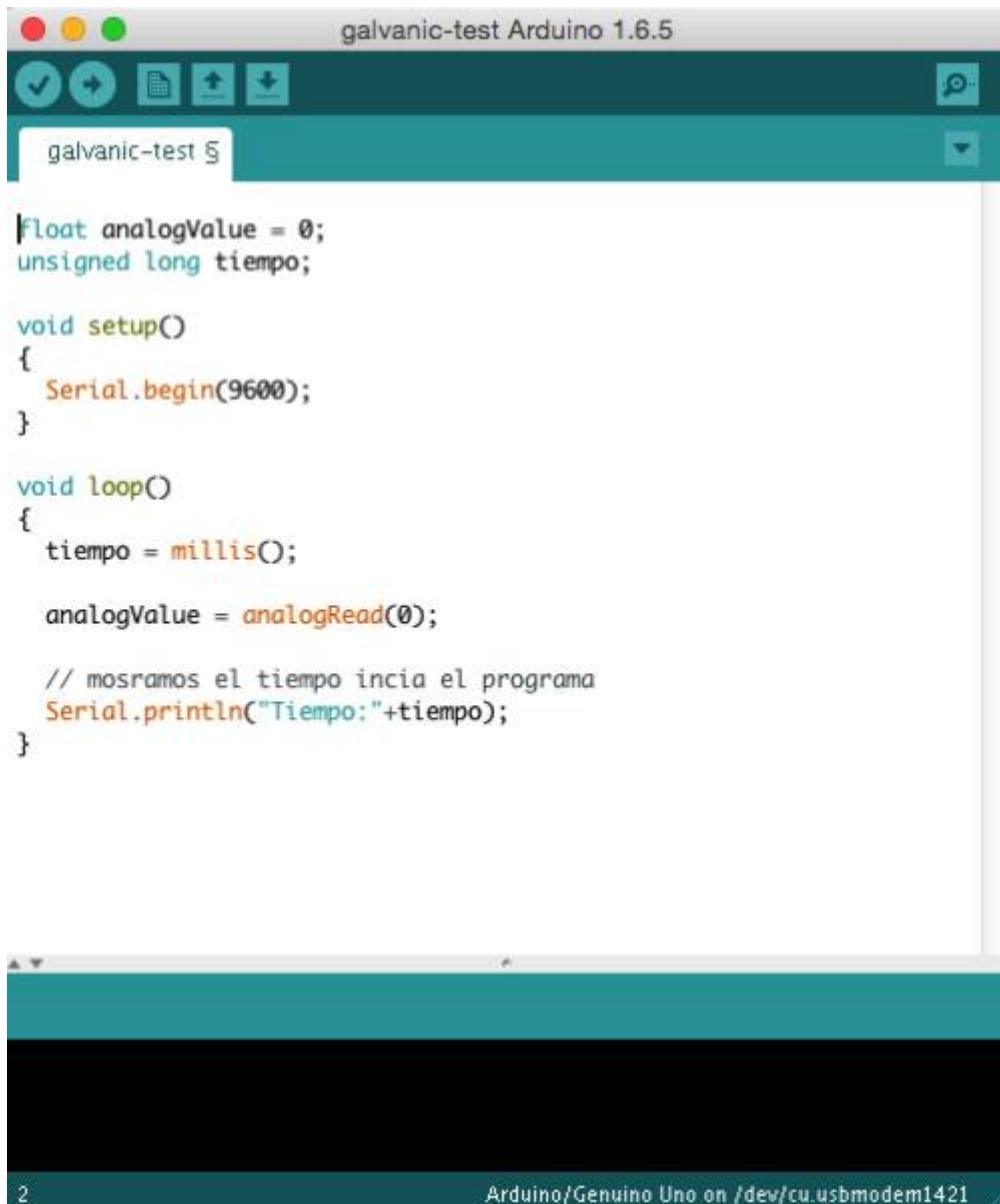 galvanic-test Arduino 1.6.5
galvanic-test §
float analogValue = 0;
unsigned long tiempo;
void setup()
{
Serial.begin(9600);
}
void loop()
{
tiempo = millis();
analogValue = analogRead(0);
// mosramos el tiempo incia el programa
Serial.println("Tiempo:"+tiempo);
}
2 Arduino/Genuino Uno on /dev/cu.usbmodem1421